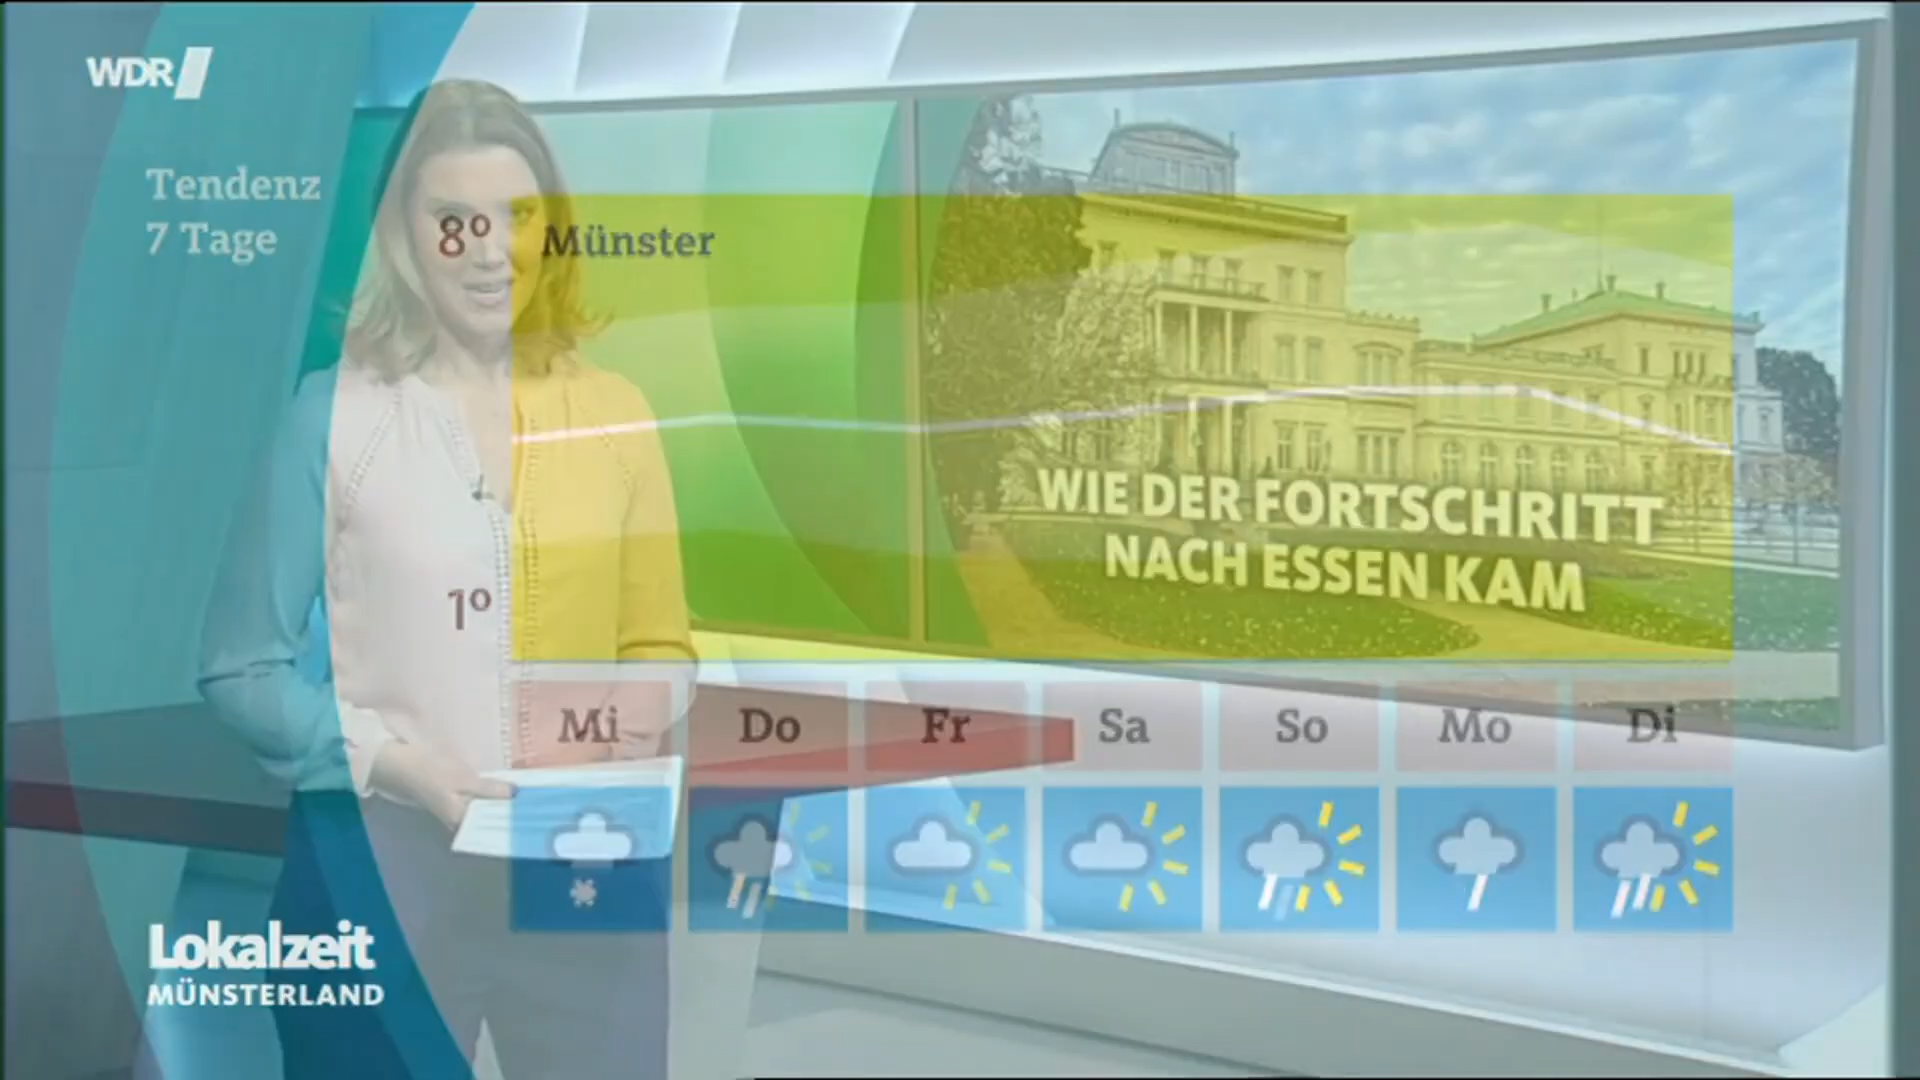 WDR
Tendenz
7 Tage
8° Münster
WIE DER FORTSCHRITT
NACH ESSEN KAM
1°
Mi Do Fr Sa So Mo Di
Lokalzeit
MÜNSTERLAND